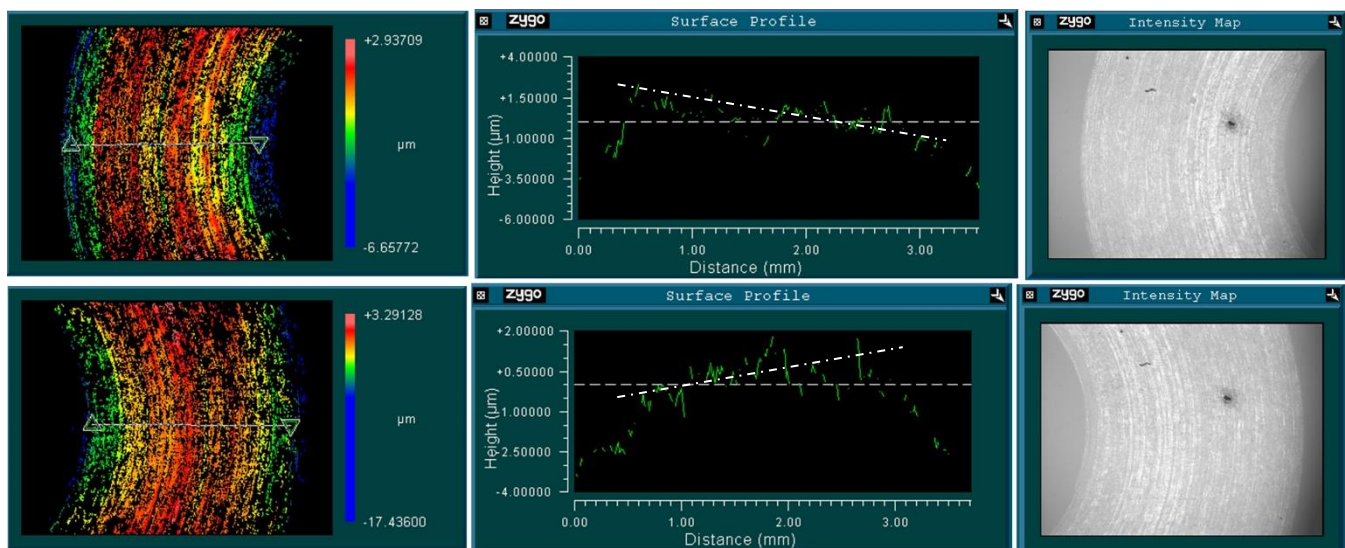 +2.93709
µm
-6.65772
zygo
Surface Profile
+4.00000
+1.50000
-1.00000
-3.50000
-6.00000
Height (µm)
0.00
1.00
2.00
3.00
Distance (mm)
zygo
Intensity Map
+3.29128
µm
-17.43600
zygo
Surface Profile
+2.00000
+0.50000
-1.00000
-2.50000
-4.00000
Height (µm)
0.00
1.00
2.00
3.00
Distance (mm)
zygo
Intensity Map